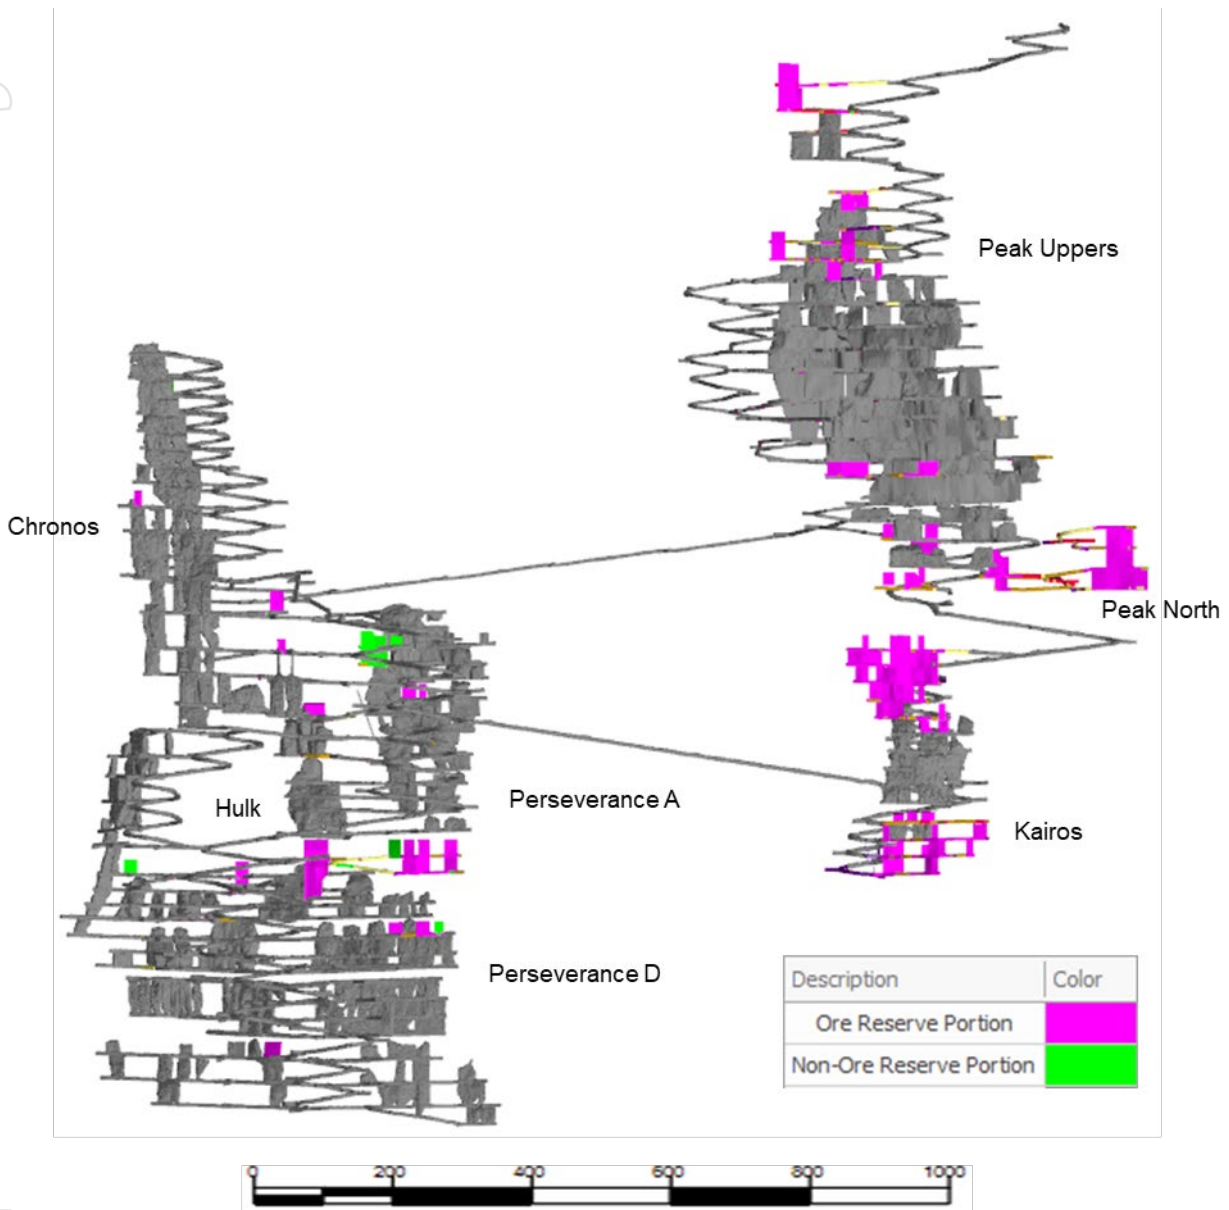 Peak Uppers
Chronos
Peak North
Hulk
Perseverance A
Kairos
Perseverance D
Description Color
Ore Reserve Portion
Non-Ore Reserve Portion
0 200 400 600 800 1000